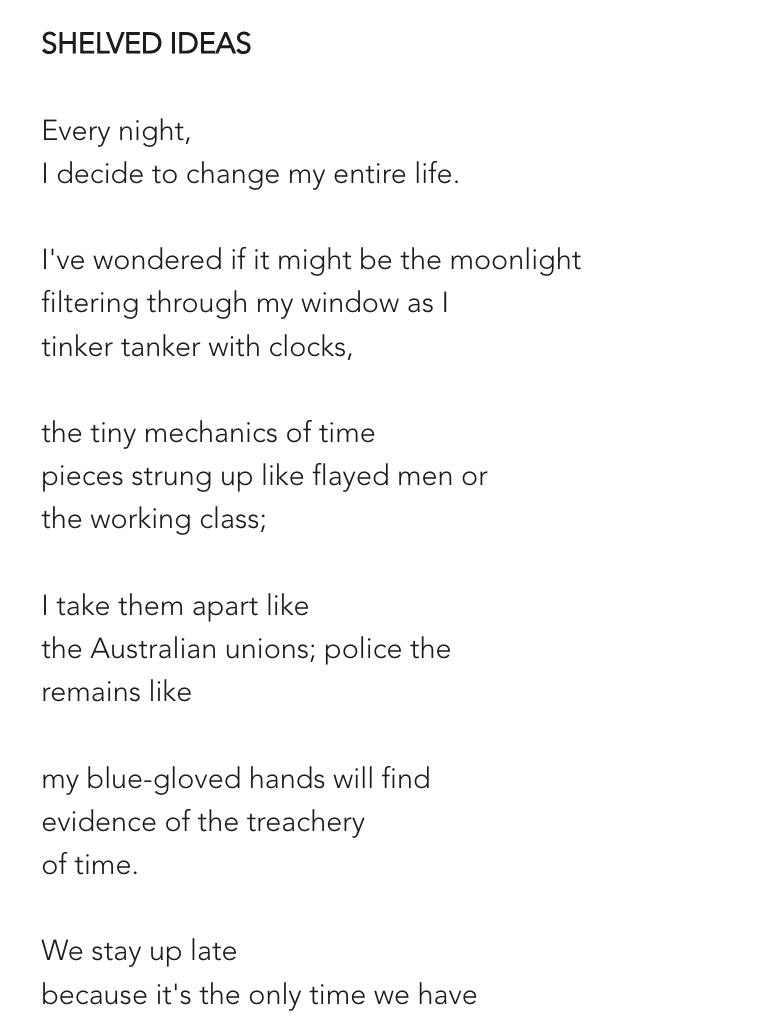 SHELVED IDEAS
Every night,
I decide to change my entire life.
I've wondered if it might be the moonlight
filtering through my window as I
tinker tanker with clocks,
the tiny mechanics of time
pieces strung up like flayed men or
the working class;
I take them apart like
the Australian unions; police the
remains like
my blue-gloved hands will find
evidence of the treachery
of time.
We stay up late
because it's the only time we have